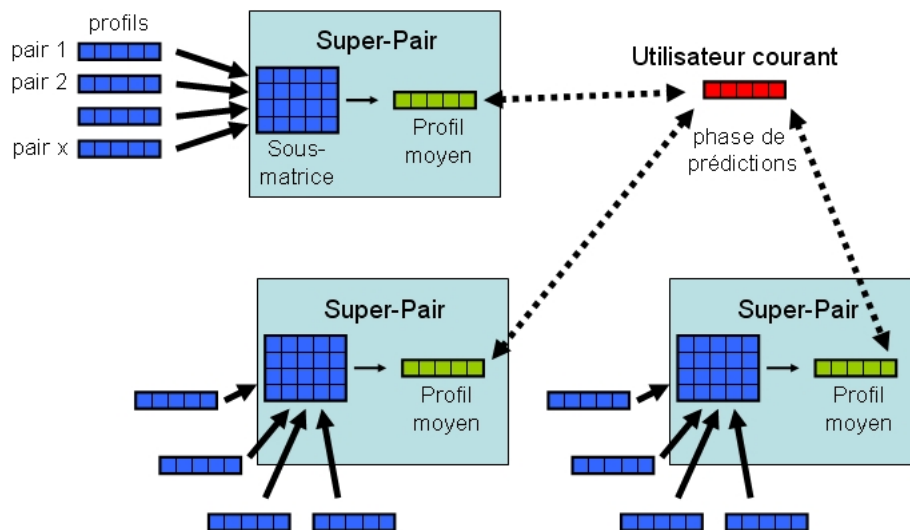 profils
pair 1
pair 2
pair x
Super-Pair
Sous-
matrice
Profil
moyen
Utilisateur courant
phase de
prédictions
Super-Pair
Profil
moyen
Super-Pair
Profil
moyen